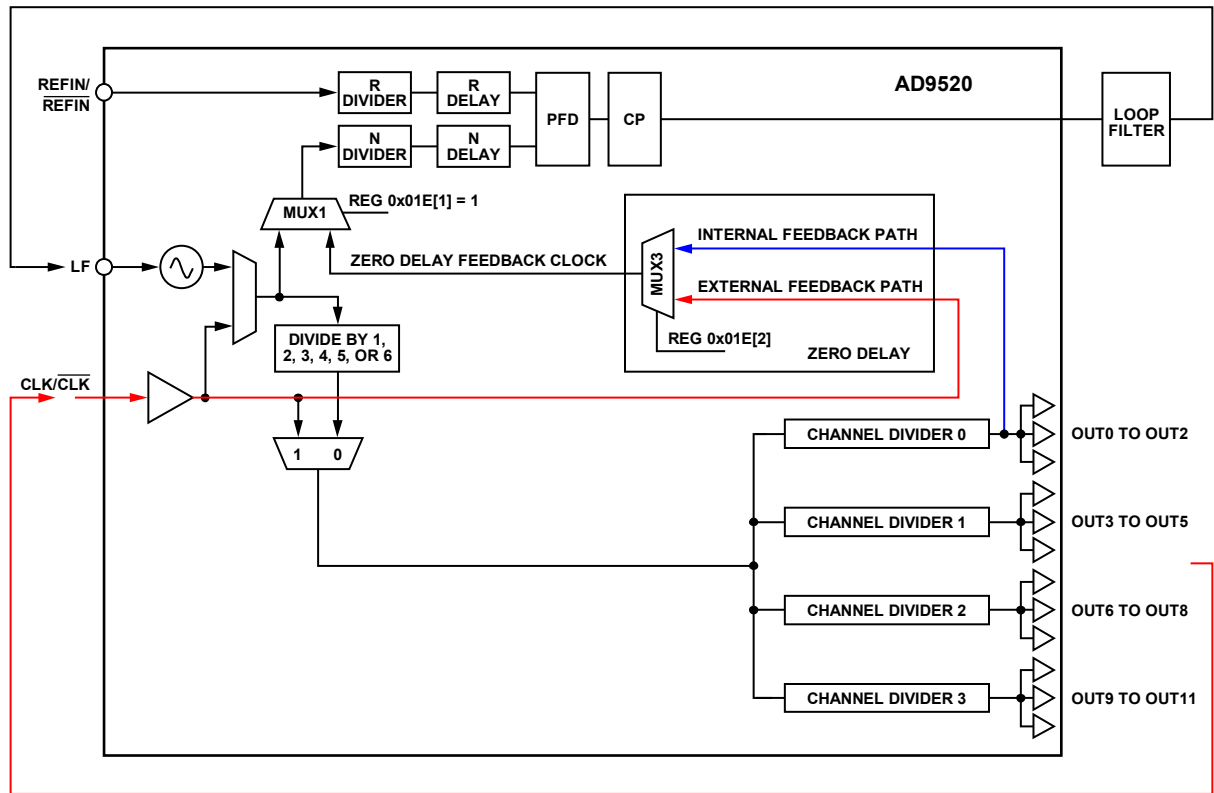 AD9520
REFIN/
REFIN
R
DIVIDER
R
DELAY
PFD
CP
LOOP
FILTER
N
DIVIDER
N
DELAY
REG 0x01E[1] = 1
MUX1
INTERNAL FEEDBACK PATH
ZERO DELAY FEEDBACK CLOCK
MUX3
LF
EXTERNAL FEEDBACK PATH
REG 0x01E[2]
ZERO DELAY
DIVIDE BY 1,
2, 3, 4, 5, OR 6
CLK/CLK
1 0
CHANNEL DIVIDER 0
OUT0 TO OUT2
CHANNEL DIVIDER 1
OUT3 TO OUT5
CHANNEL DIVIDER 2
OUT6 TO OUT8
CHANNEL DIVIDER 3
OUT9 TO OUT11